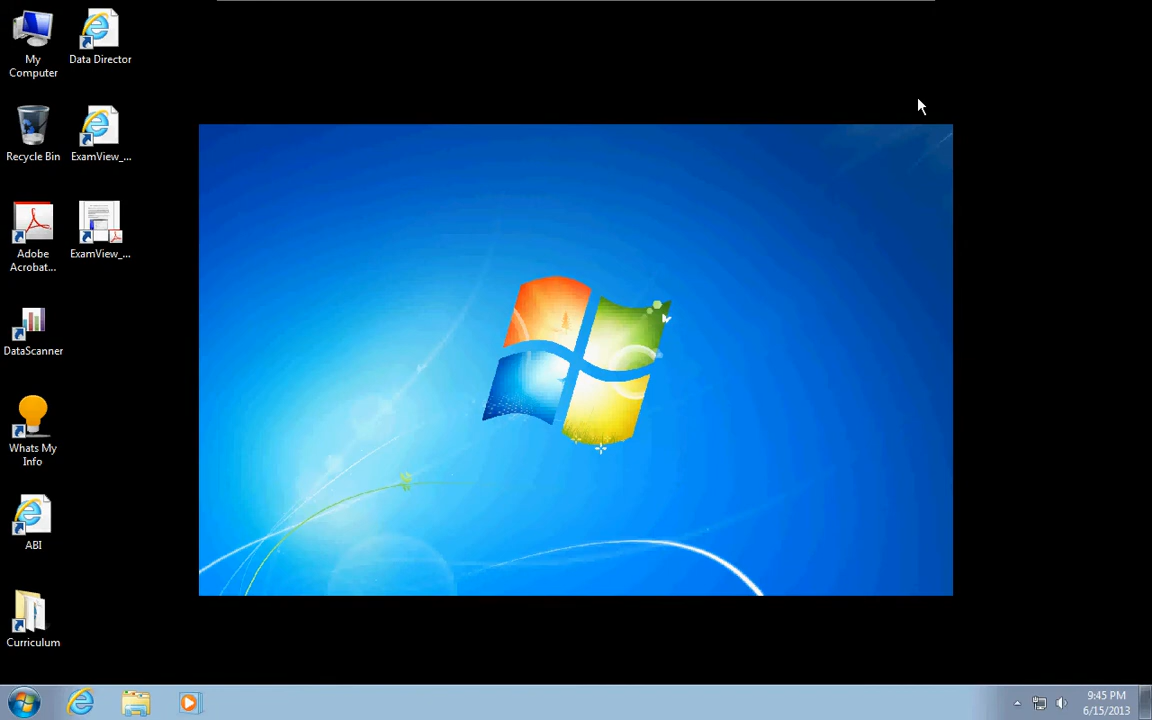 My
Computer
Data Director
Recycle Bin
ExamView_...
Adobe
Acrobat...
ExamView_...
DataScanner
Whats My
Info
ABI
Curriculum
9:45 PM
6/15/2013